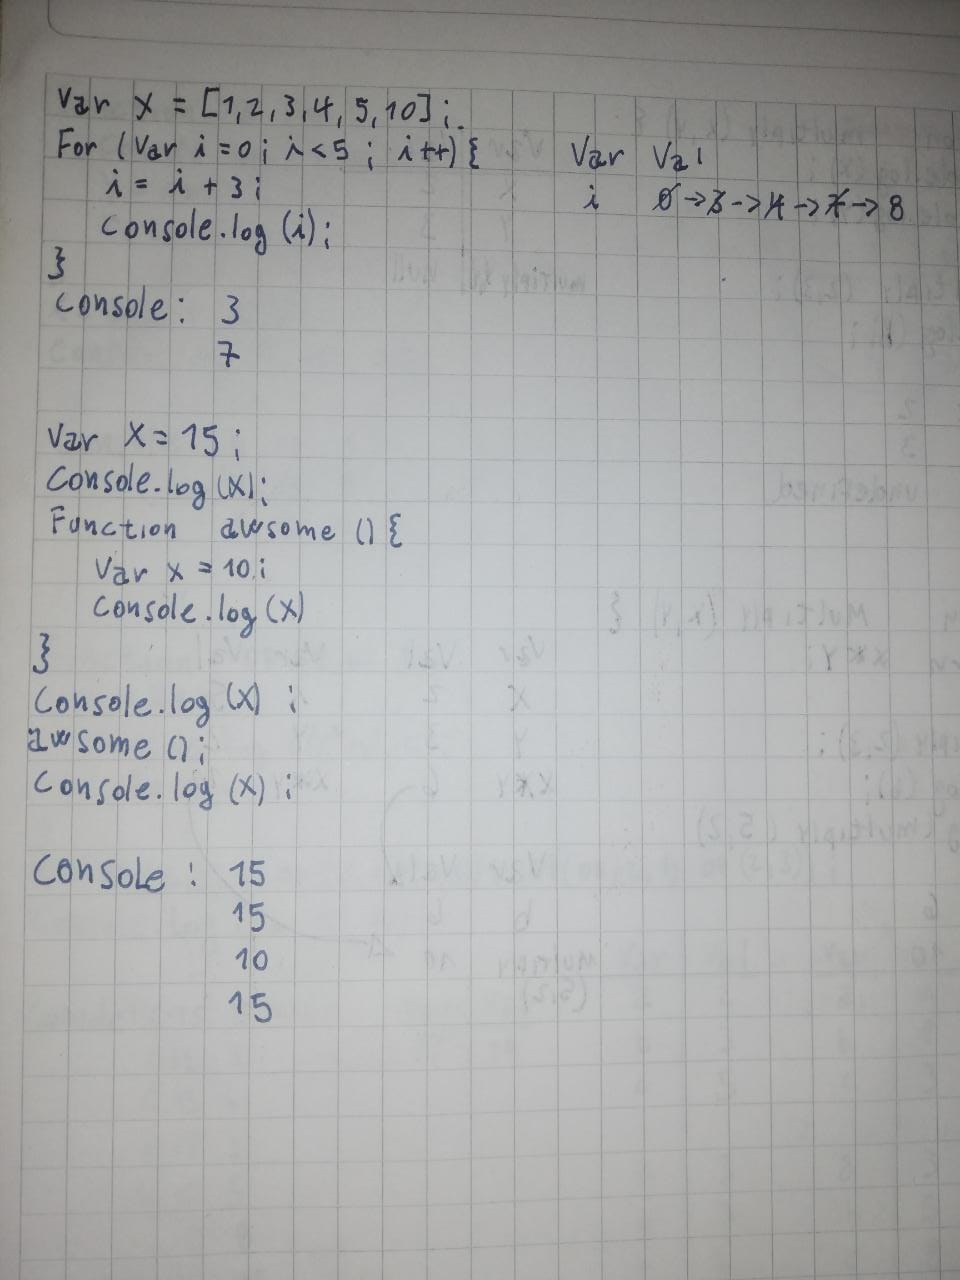 Var X = [1,2,3,4,5,10];
For (Var i=0; i<5; i++) {
i = i + 3;
Console.log (i);
}
Console: 3
7
Var Val
i 0->3->4->7->8
Var X = 15;
Console.log (X);
Function awsome () {
Var x = 10;
Console.log (x)
}
Console.log (X) ;
awsome ();
Console.log (x) ;
Console : 15
15
10
15